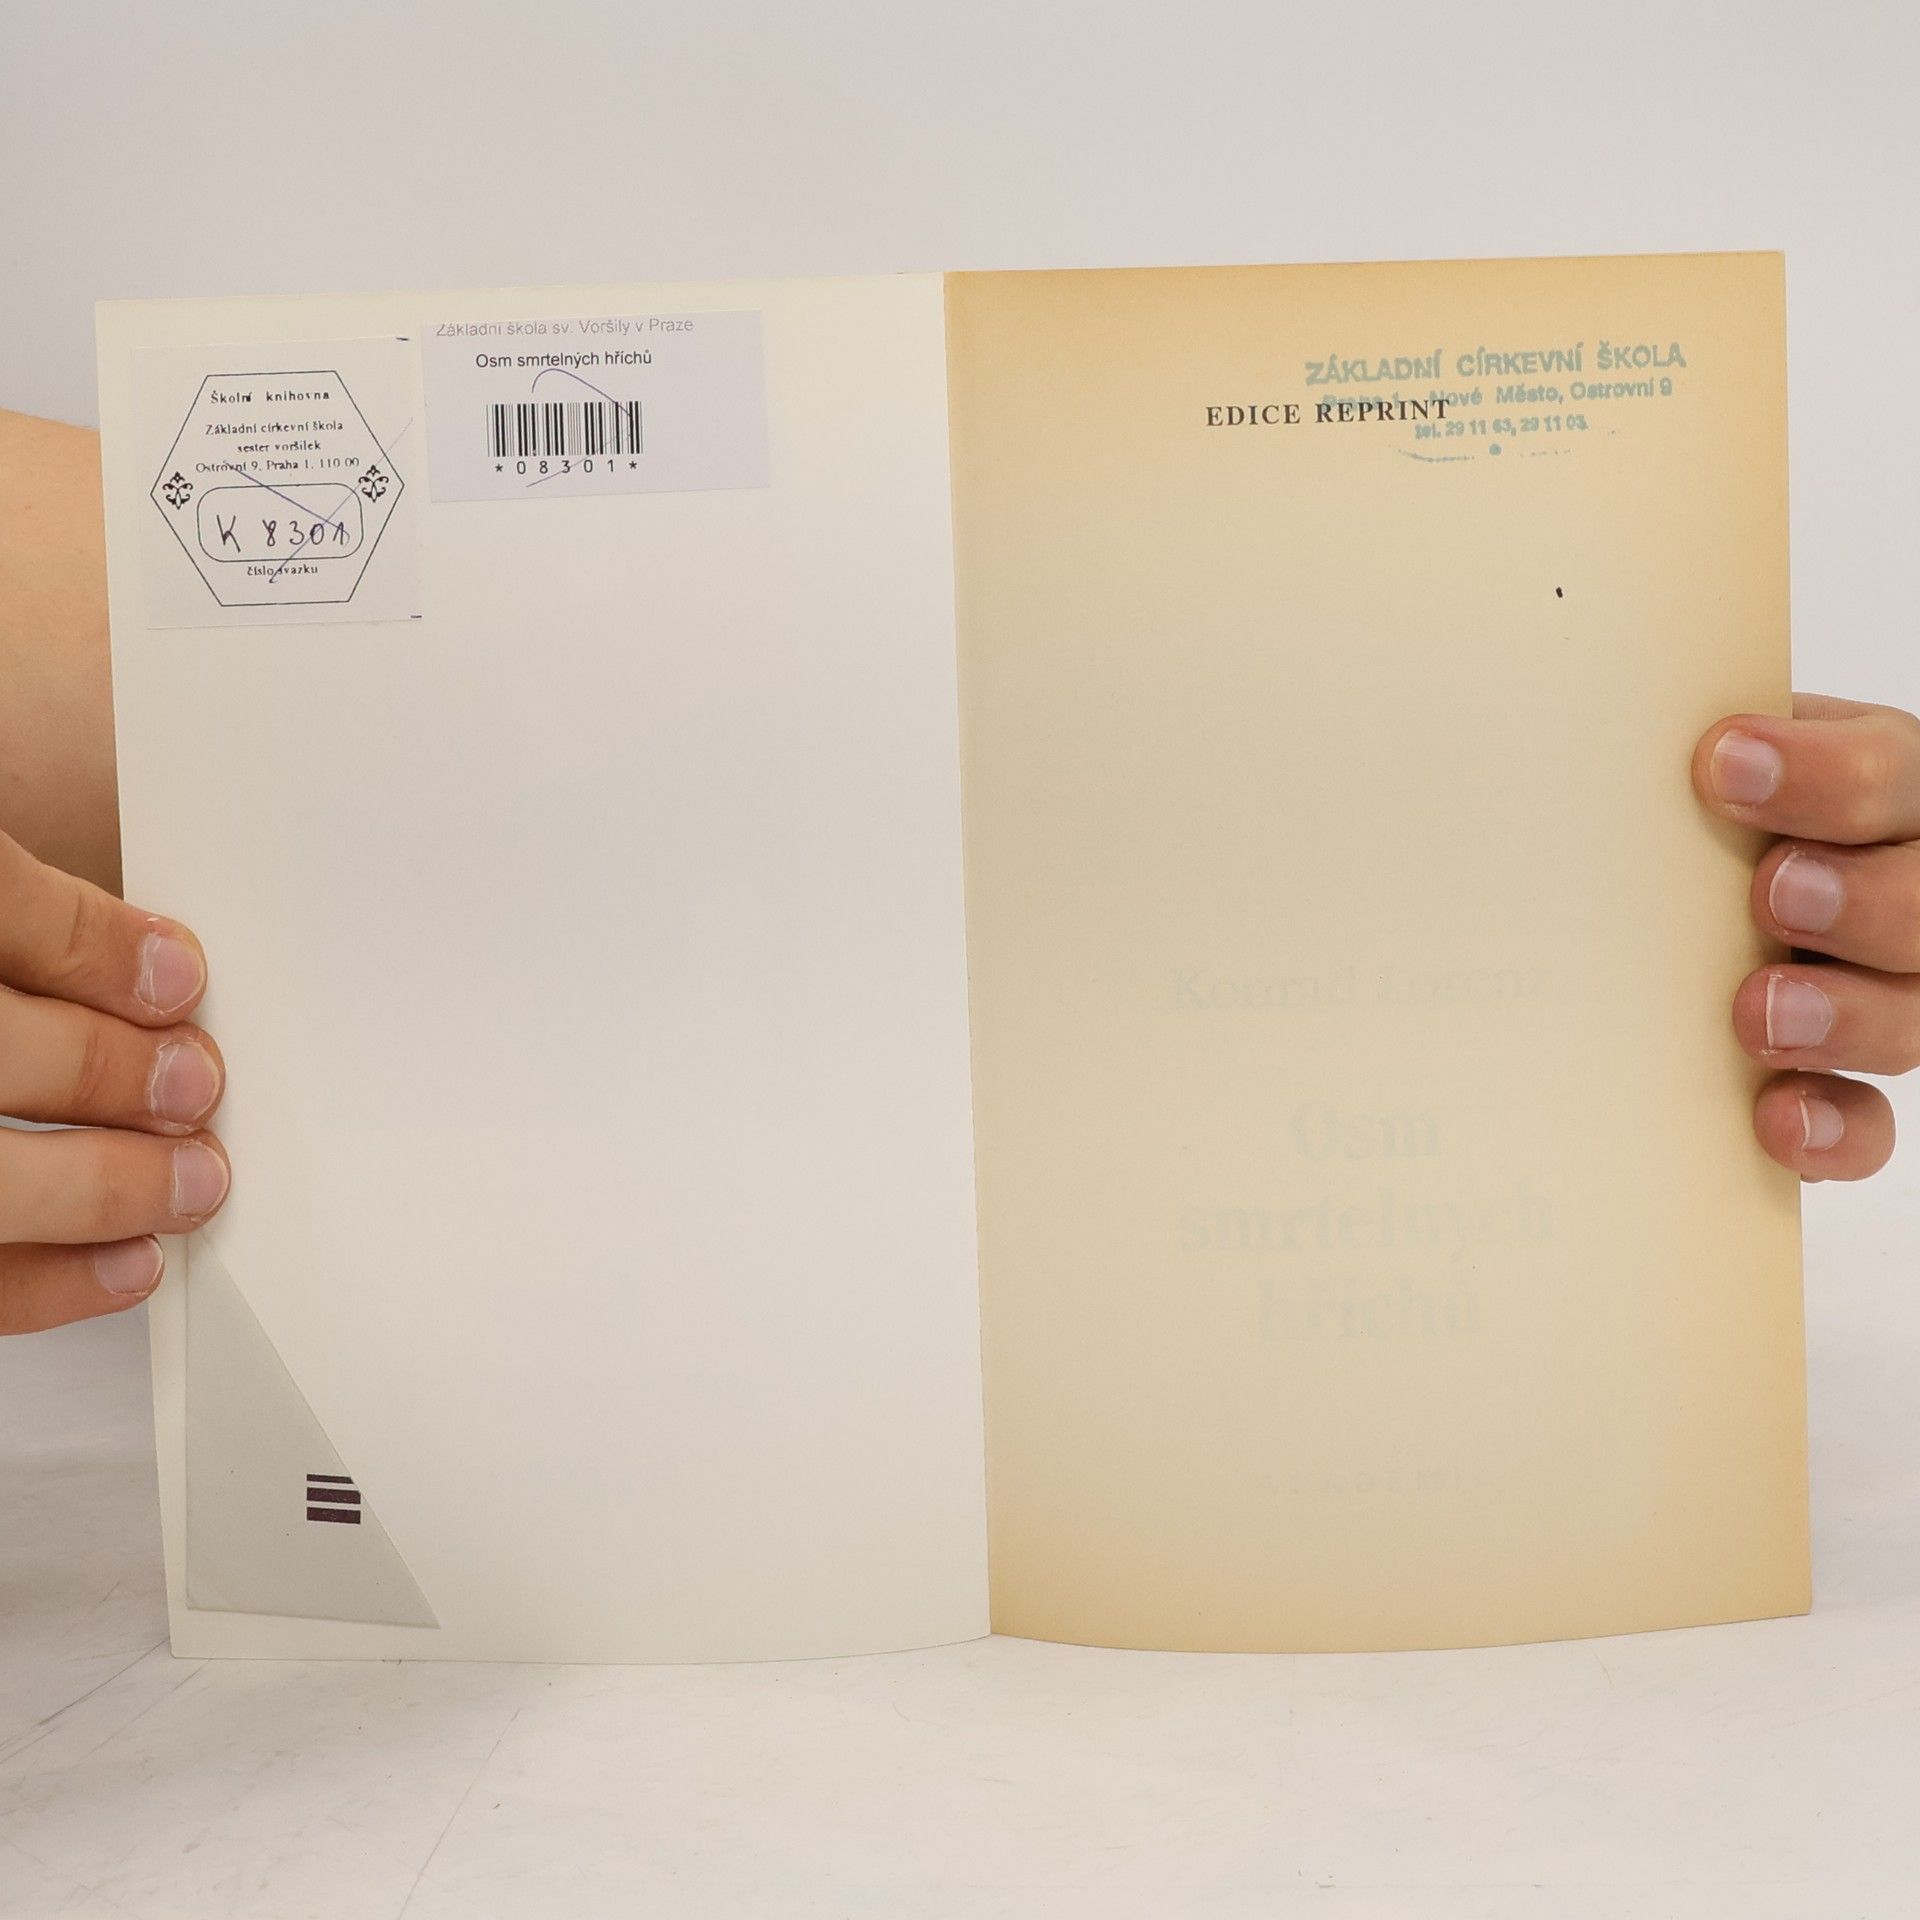 Školní knihovna
Základní církevní škola
sester voršilek
Ostrovní 9, Praha 1, 110 00
K 8301
číslo svazku
Základní škola sv. Voršily v Praze
Osm smrtelných hříchů
*08301*
ZÁKLADNÍ CÍRKEVNÍ ŠKOLA
Praha 1 - Nové Město, Ostrovní 9
tel. 29 11 63, 29 11 03
EDICE REPRINT
Konrad Lorenz
Osm
smrtelných
hříchů